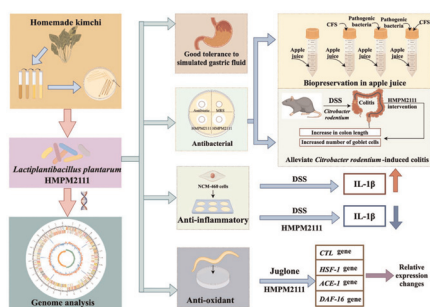 Homemade kimchi
Lactiplantibacillus plantarum
HMPM2111
Genome analysis
Good tolerance to
simulated gastric fluid
Antibiotic
MRS
HMPM2111
HMPM2111
Antibacterial
NCM-460 cells
Anti-inflammatory
Anti-oxidant
Pathogenic
bacteria
Pathogenic
bacteria
CFS
CFS
Apple
juice
Apple
juice
Apple
juice
Apple
juice
Biopreservation in apple juice
DSS
Citrobacter
rodentium
Colitis
HMPM2111
intervention
Increase in colon length
Increased number of goblet cells
Alleviate Citrobacter rodentium-induced colitis
DSS
IL-1β
DSS
HMPM2111
IL-1β
Juglone
HMPM2111
CTL gene
HSF-1 gene
ACE-1 gene
DAF-16 gene
Relative
expression
changes